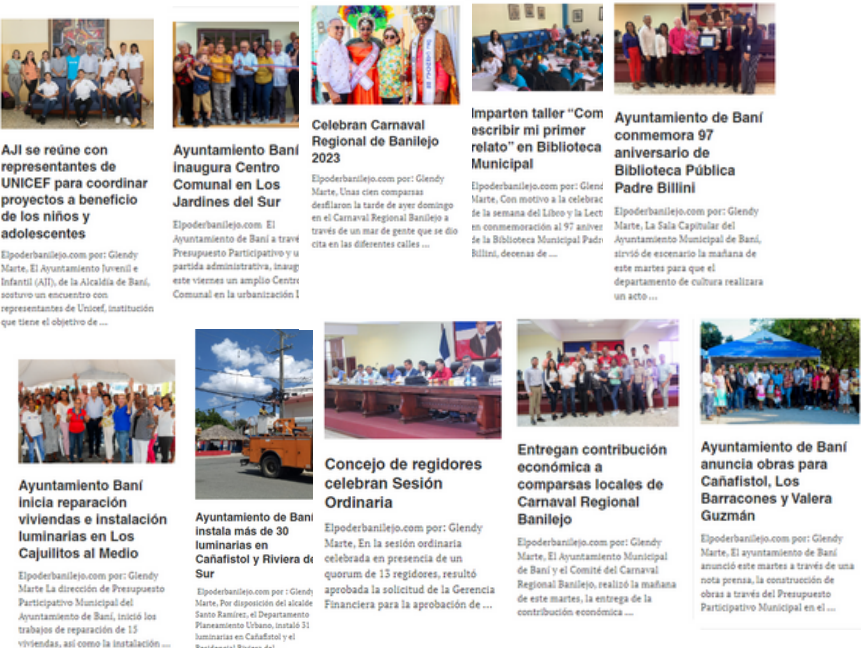 AJI se reúne con
representantes de
UNICEF para coordinar
proyectos a beneficio
de los niños y
adolescentes
Elpoderbanilejo.com por: Glendy
Marte, El Ayuntamiento Juvenil e
Infantil (AJI), de la Alcaldía de Baní,
sostuvo un encuentro con
representantes de Unicef, institución
que tiene el objetivo de ...
Ayuntamiento Baní
inaugura Centro
Comunal en Los
Jardines del Sur
Elpoderbanilejo.com El
Ayuntamiento de Baní a travé
Presupuesto Participativo y u
partida administrativa, inaug
este viernes un amplio Centr
Comunal en la urbanización
Celebran Carnaval
Regional de Banilejo
2023
Elpoderbanilejo.com por: Glendy
Marte, Unas cien comparsas
desfilaron la tarde de ayer domingo
en el Carnaval Regional Banilejo a
través de un mar de gente que se dio
cita en las diferentes calles ...
Imparten taller “Com
escribir mi primer
relato” en Biblioteca
Municipal
Elpoderbanilejo.com por: Glend
Marte, Con motivo a la celebrac
de la semana del Libro y la Lect
en conmemoración al 97 aniver
de la Biblioteca Municipal Padr
Billini, decenas de ...
Ayuntamiento de Baní
conmemora 97
aniversario de
Biblioteca Pública
Padre Billini
Elpoderbanilejo.com por: Glendy
Marte, La Sala Capitular del
Ayuntamiento Municipal de Baní,
sirvió de escenario la mañana de
este martes para que el
departamento de cultura realizara
un acto ...
Ayuntamiento Baní
inicia reparación
viviendas e instalación
luminarias en Los
Cajuilitos al Medio
Elpoderbanilejo.com por: Glendy
Marte La dirección de Presupuesto
Participativo Municipal del
Ayuntamiento de Baní, inició los
trabajos de reparación de 15
viviendas, así como la instalación ...
Ayuntamiento de Baní
instala más de 30
luminarias en
Cañafistol y Riviera de
Sur
Elpoderbanilejo.com por : Glendy
Marte, Por disposición del alcalde
Santo Ramírez, el Departamento
Planeamiento Urbano, instaló 31
luminarias en Cañafistol y el
Residencial Riviera del
Concejo de regidores
celebran Sesión
Ordinaria
Elpoderbanilejo.com por: Glendy
Marte, En la sesión ordinaria
celebrada en presencia de un
quorum de 13 regidores, resultó
aprobada la solicitud de la Gerencia
Financiera para la aprobación de ...
Entregan contribución
económica a
comparsas locales de
Carnaval Regional
Banilejo
Elpoderbanilejo.com por: Glendy
Marte, El Ayuntamiento Municipal
de Baní y el Comité del Carnaval
Regional Banilejo, realizó la mañana
de este martes, la entrega de la
contribución económica ...
Ayuntamiento de Baní
anuncia obras para
Cañafistol, Los
Barracones y Valera
Guzmán
Elpoderbanilejo.com por: Glendy
Marte, El ayuntamiento de Baní
anunció este martes a través de una
nota prensa, la construcción de
obras a través del Presupuesto
Participativo Municipal en el ...